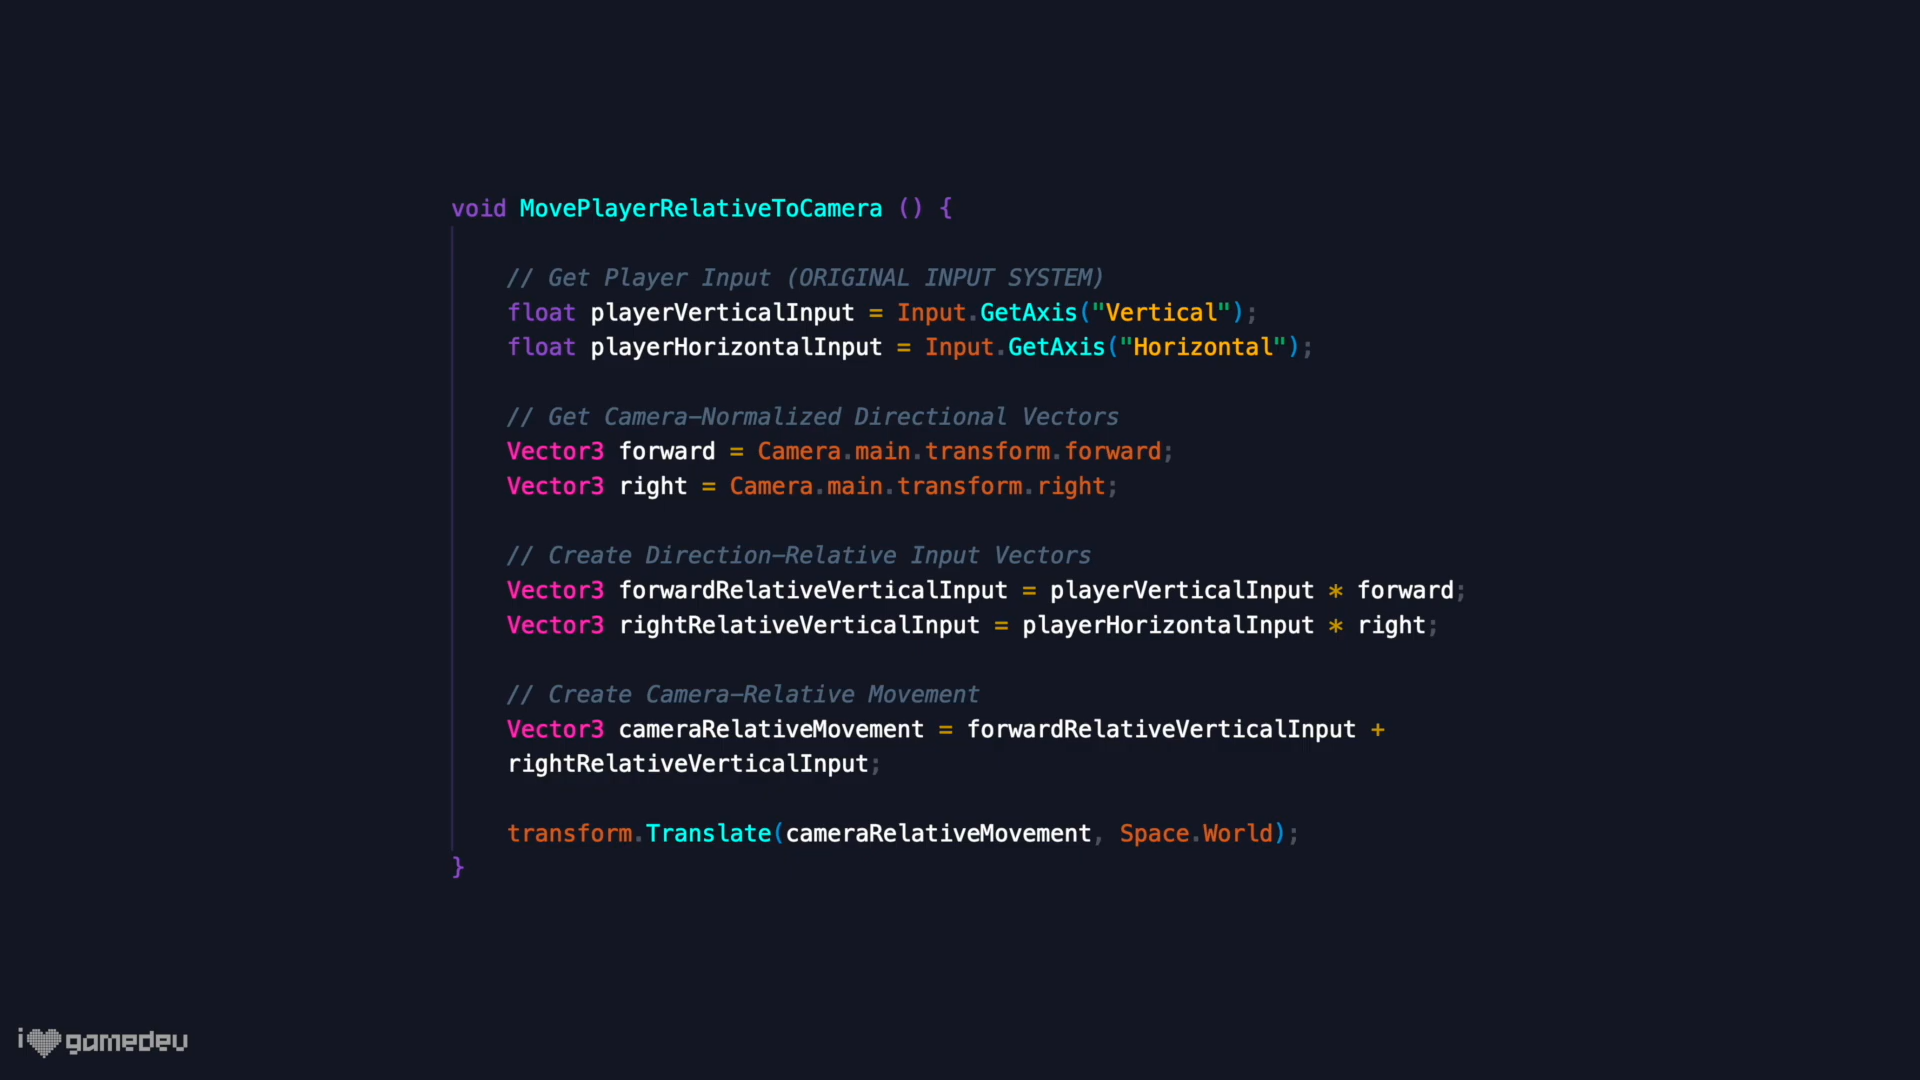 void MovePlayerRelativeToCamera () {
// Get Player Input (ORIGINAL INPUT SYSTEM)
float playerVerticalInput = Input.GetAxis("Vertical");
float playerHorizontalInput = Input.GetAxis("Horizontal");
// Get Camera-Normalized Directional Vectors
Vector3 forward = Camera.main.transform.forward;
Vector3 right = Camera.main.transform.right;
// Create Direction-Relative Input Vectors
Vector3 forwardRelativeVerticalInput = playerVerticalInput * forward;
Vector3 rightRelativeVerticalInput = playerHorizontalInput * right;
// Create Camera-Relative Movement
Vector3 cameraRelativeMovement = forwardRelativeVerticalInput +
rightRelativeVerticalInput;
transform.Translate(cameraRelativeMovement, Space.World);
}
i gamedev